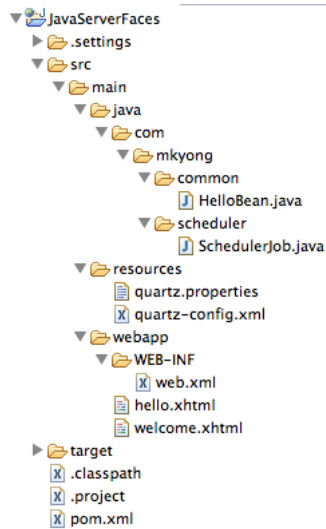 JavaServerFaces
.settings
src
main
java
com
mkyong
common
HelloBean.java
scheduler
SchedulerJob.java
resources
quartz.properties
quartz-config.xml
webapp
WEB-INF
web.xml
hello.xhtml
welcome.xhtml
target
.classpath
.project
pom.xml